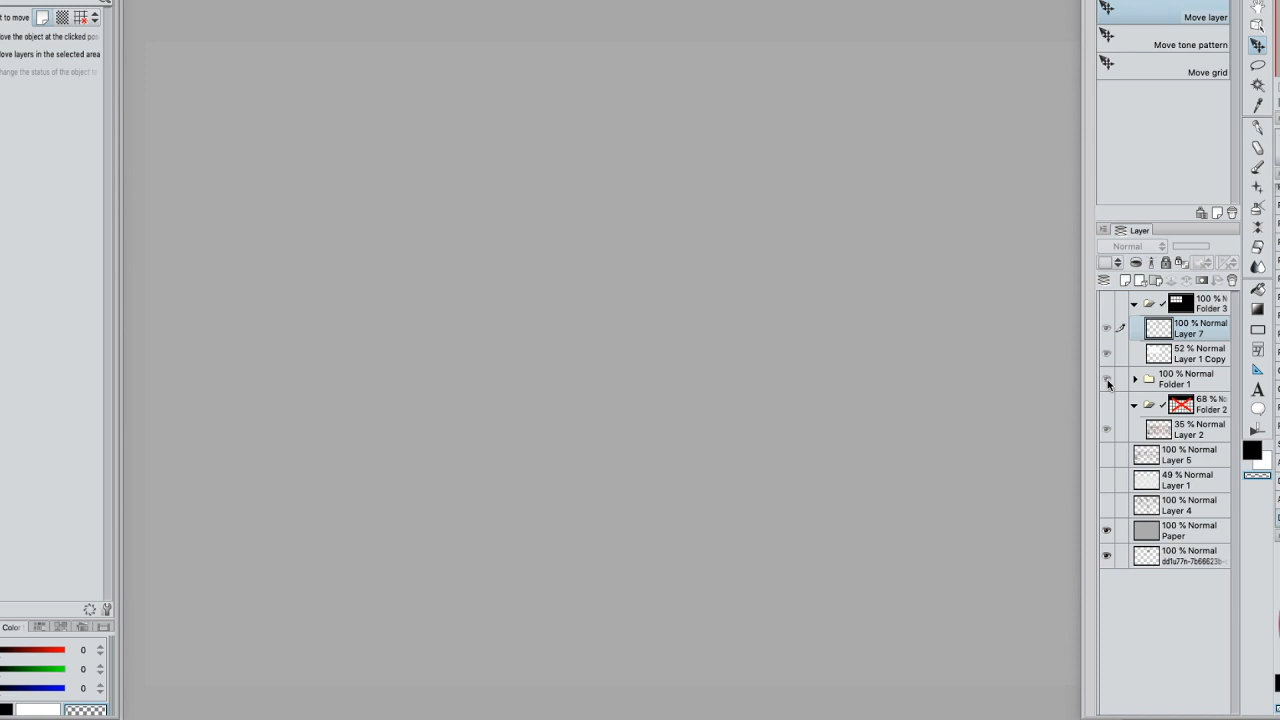 t to move
ove the object at the clicked po
ove layers in the selected area
hange the status of the object
Color
0
0
0
Move layer
Move tone pattern
Move grid
Layer
Normal
100 % N
Folder 3
100 % Normal
Layer 7
52 % Normal
Layer 1 Copy
100 % Normal
Folder 1
68 % No
Folder 2
35 % Normal
Layer 2
100 % Normal
Layer 5
49 % Normal
Layer 1
100 % Normal
Layer 4
100 % Normal
Paper
100 % Normal
dd1u77n-7b66623b-
A